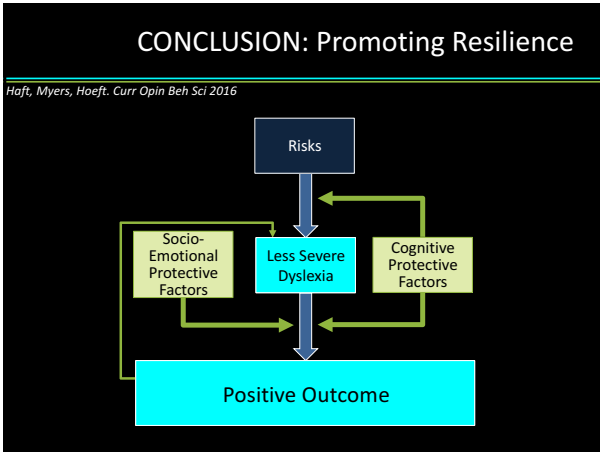 CONCLUSION: Promoting Resilience
Haft, Myers, Hoeft. Curr Opin Beh Sci 2016
Risks
Socio-
Emotional
Protective
Factors
Less Severe
Dyslexia
Cognitive
Protective
Factors
Positive Outcome